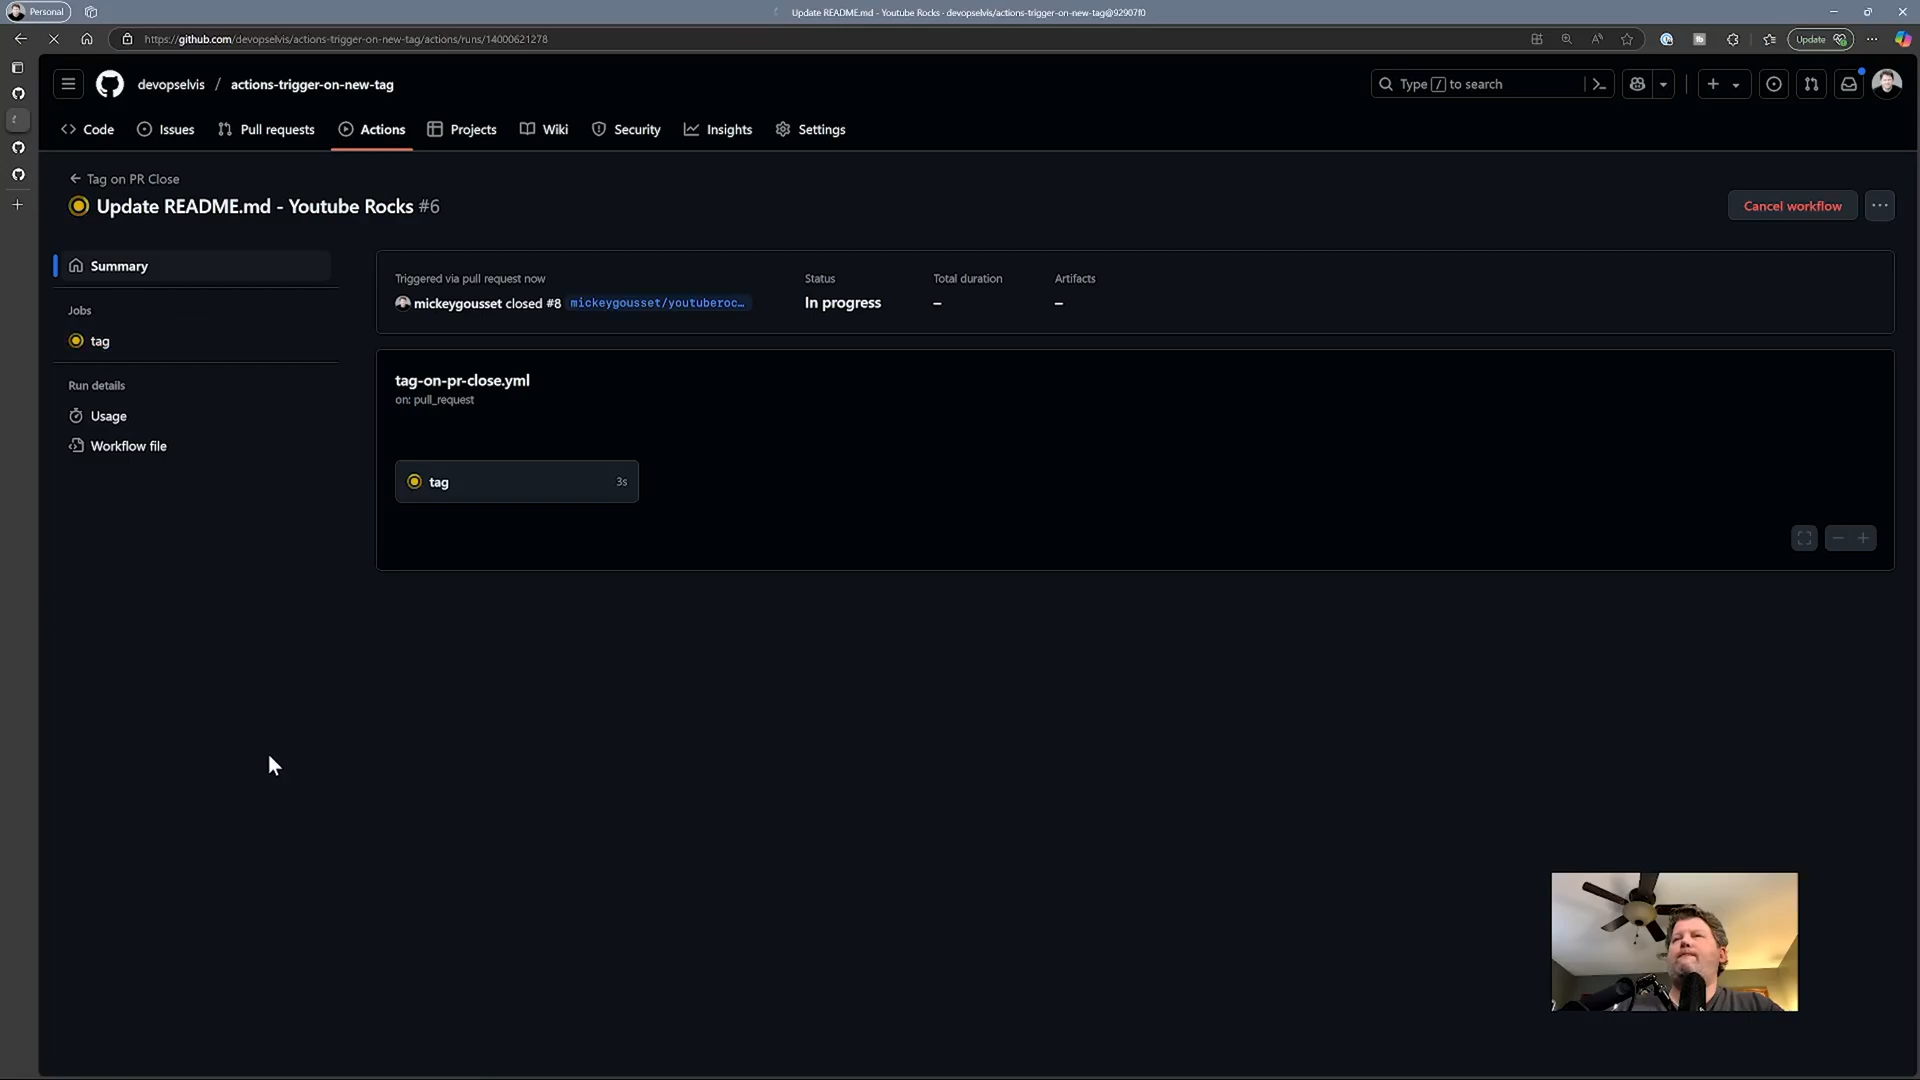 Personal
Update README.md - Youtube Rocks · devopselvis/actions-trigger-on-new-tag@92907f0
https://github.com/devopselvis/actions-trigger-on-new-tag/actions/runs/14000621278
Update
devopselvis / actions-trigger-on-new-tag
Type / to search
Code Issues Pull requests Actions Projects Wiki Security Insights Settings
Tag on PR Close
Update README.md - Youtube Rocks #6
Cancel workflow
Summary
Jobs
tag
Run details
Usage
Workflow file
Triggered via pull request now
mickeygousset closed #8 mickeygousset/youtuberoc…
Status
In progress
Total duration
–
Artifacts
–
tag-on-pr-close.yml
on: pull_request
tag 3s